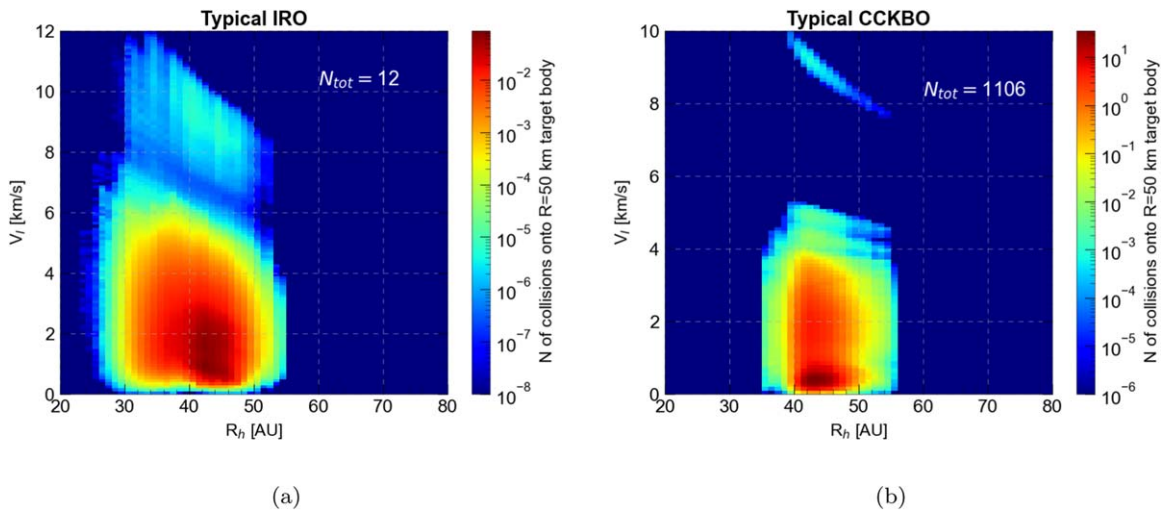 Typical IRO
12
10
8
6
4
2
0
V_I [km/s]
N_tot = 12
20 30 40 50 60 70 80
R_h [AU]
10^-2
10^-3
10^-4
10^-5
10^-6
10^-7
10^-8
N of collisions onto R=50 km target body
(a)
Typical CCKBO
10
8
6
4
2
0
V_I [km/s]
N_tot = 1106
20 30 40 50 60 70 80
R_h [AU]
10^1
10^0
10^-1
10^-2
10^-3
10^-4
10^-5
10^-6
N of collisions onto R=50 km target body
(b)